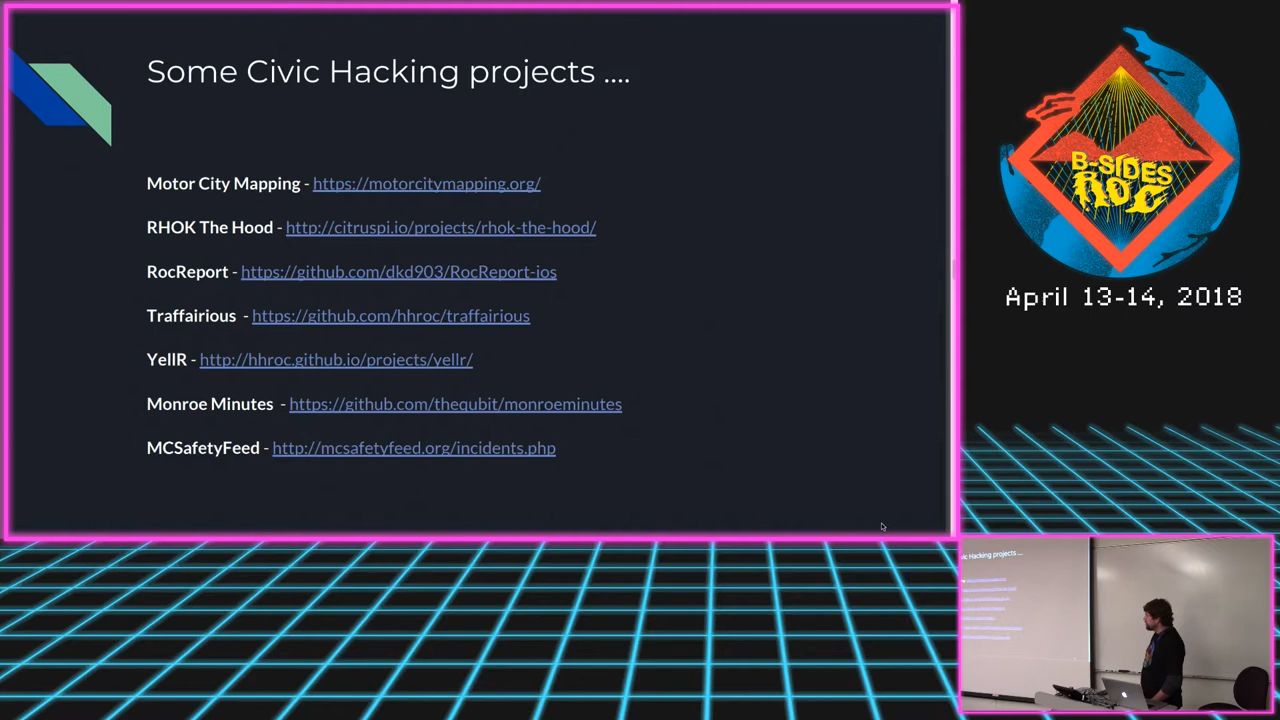 Some Civic Hacking projects ....
Motor City Mapping - https://motorcitymapping.org/
RHOK The Hood - http://citruspi.io/projects/rhok-the-hood/
RocReport - https://github.com/dkd903/RocReport-ios
Traffairious - https://github.com/hhroc/traffairious
YellR - http://hhroc.github.io/projects/yellr/
Monroe Minutes - https://github.com/thequbit/monroeminutes
MCSafetyFeed - http://mcsafetyfeed.org/incidents.php
B-SIDES
ROC
April 13-14, 2018
Civic Hacking projects ...